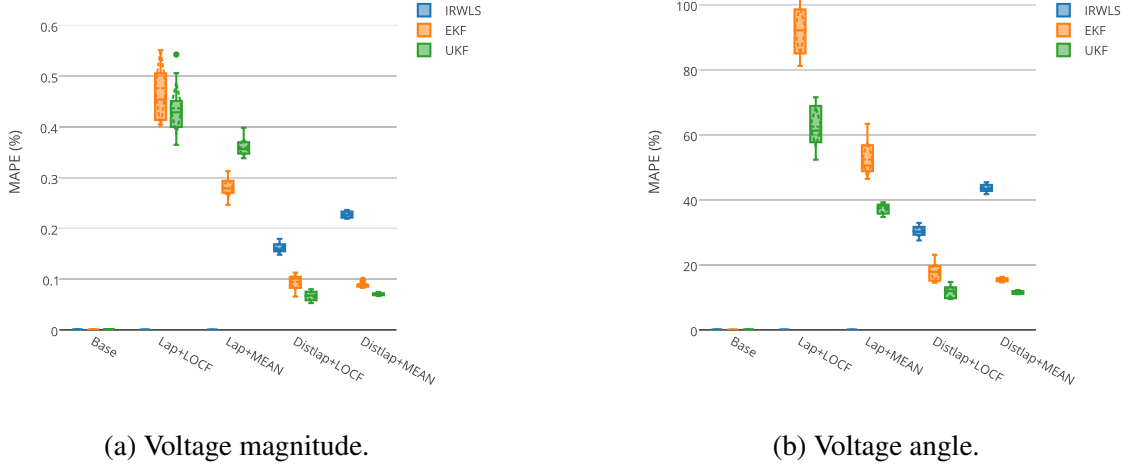 0.6
0.5
0.4
0.3
0.2
0.1
0
MAPE (%)
Base
Lap+LOCF
Lap+MEAN
Distlap+LOCF
Distlap+MEAN
IRWLS
EKF
UKF
(a) Voltage magnitude.
100
80
60
40
20
0
MAPE (%)
Base
Lap+LOCF
Lap+MEAN
Distlap+LOCF
Distlap+MEAN
IRWLS
EKF
UKF
(b) Voltage angle.